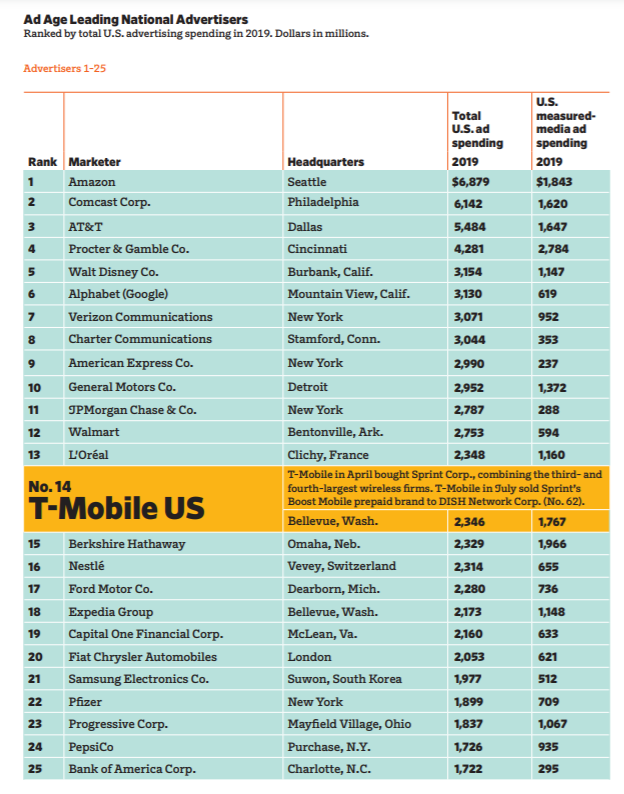 Ad Age Leading National Advertisers
Ranked by total U.S. advertising spending in 2019. Dollars in millions.
Advertisers 1-25
Rank Marketer Headquarters Total U.S. ad spending 2019 U.S. measured-media ad spending 2019
1 Amazon Seattle $6,879 $1,843
2 Comcast Corp. Philadelphia 6,142 1,620
3 AT&T Dallas 5,484 1,647
4 Procter & Gamble Co. Cincinnati 4,281 2,784
5 Walt Disney Co. Burbank, Calif. 3,154 1,147
6 Alphabet (Google) Mountain View, Calif. 3,130 619
7 Verizon Communications New York 3,071 952
8 Charter Communications Stamford, Conn. 3,044 353
9 American Express Co. New York 2,990 237
10 General Motors Co. Detroit 2,952 1,372
11 JPMorgan Chase & Co. New York 2,787 288
12 Walmart Bentonville, Ark. 2,753 594
13 L'Oréal Clichy, France 2,348 1,160
No. 14
T-Mobile US
T-Mobile in April bought Sprint Corp., combining the third- and
fourth-largest wireless firms. T-Mobile in July sold Sprint's
Boost Mobile prepaid brand to DISH Network Corp. (No. 62).
Bellevue, Wash. 2,346 1,767
15 Berkshire Hathaway Omaha, Neb. 2,329 1,966
16 Nestlé Vevey, Switzerland 2,314 655
17 Ford Motor Co. Dearborn, Mich. 2,280 736
18 Expedia Group Bellevue, Wash. 2,173 1,148
19 Capital One Financial Corp. McLean, Va. 2,160 633
20 Fiat Chrysler Automobiles London 2,053 621
21 Samsung Electronics Co. Suwon, South Korea 1,977 512
22 Pfizer New York 1,899 709
23 Progressive Corp. Mayfield Village, Ohio 1,837 1,067
24 PepsiCo Purchase, N.Y. 1,726 935
25 Bank of America Corp. Charlotte, N.C. 1,722 295